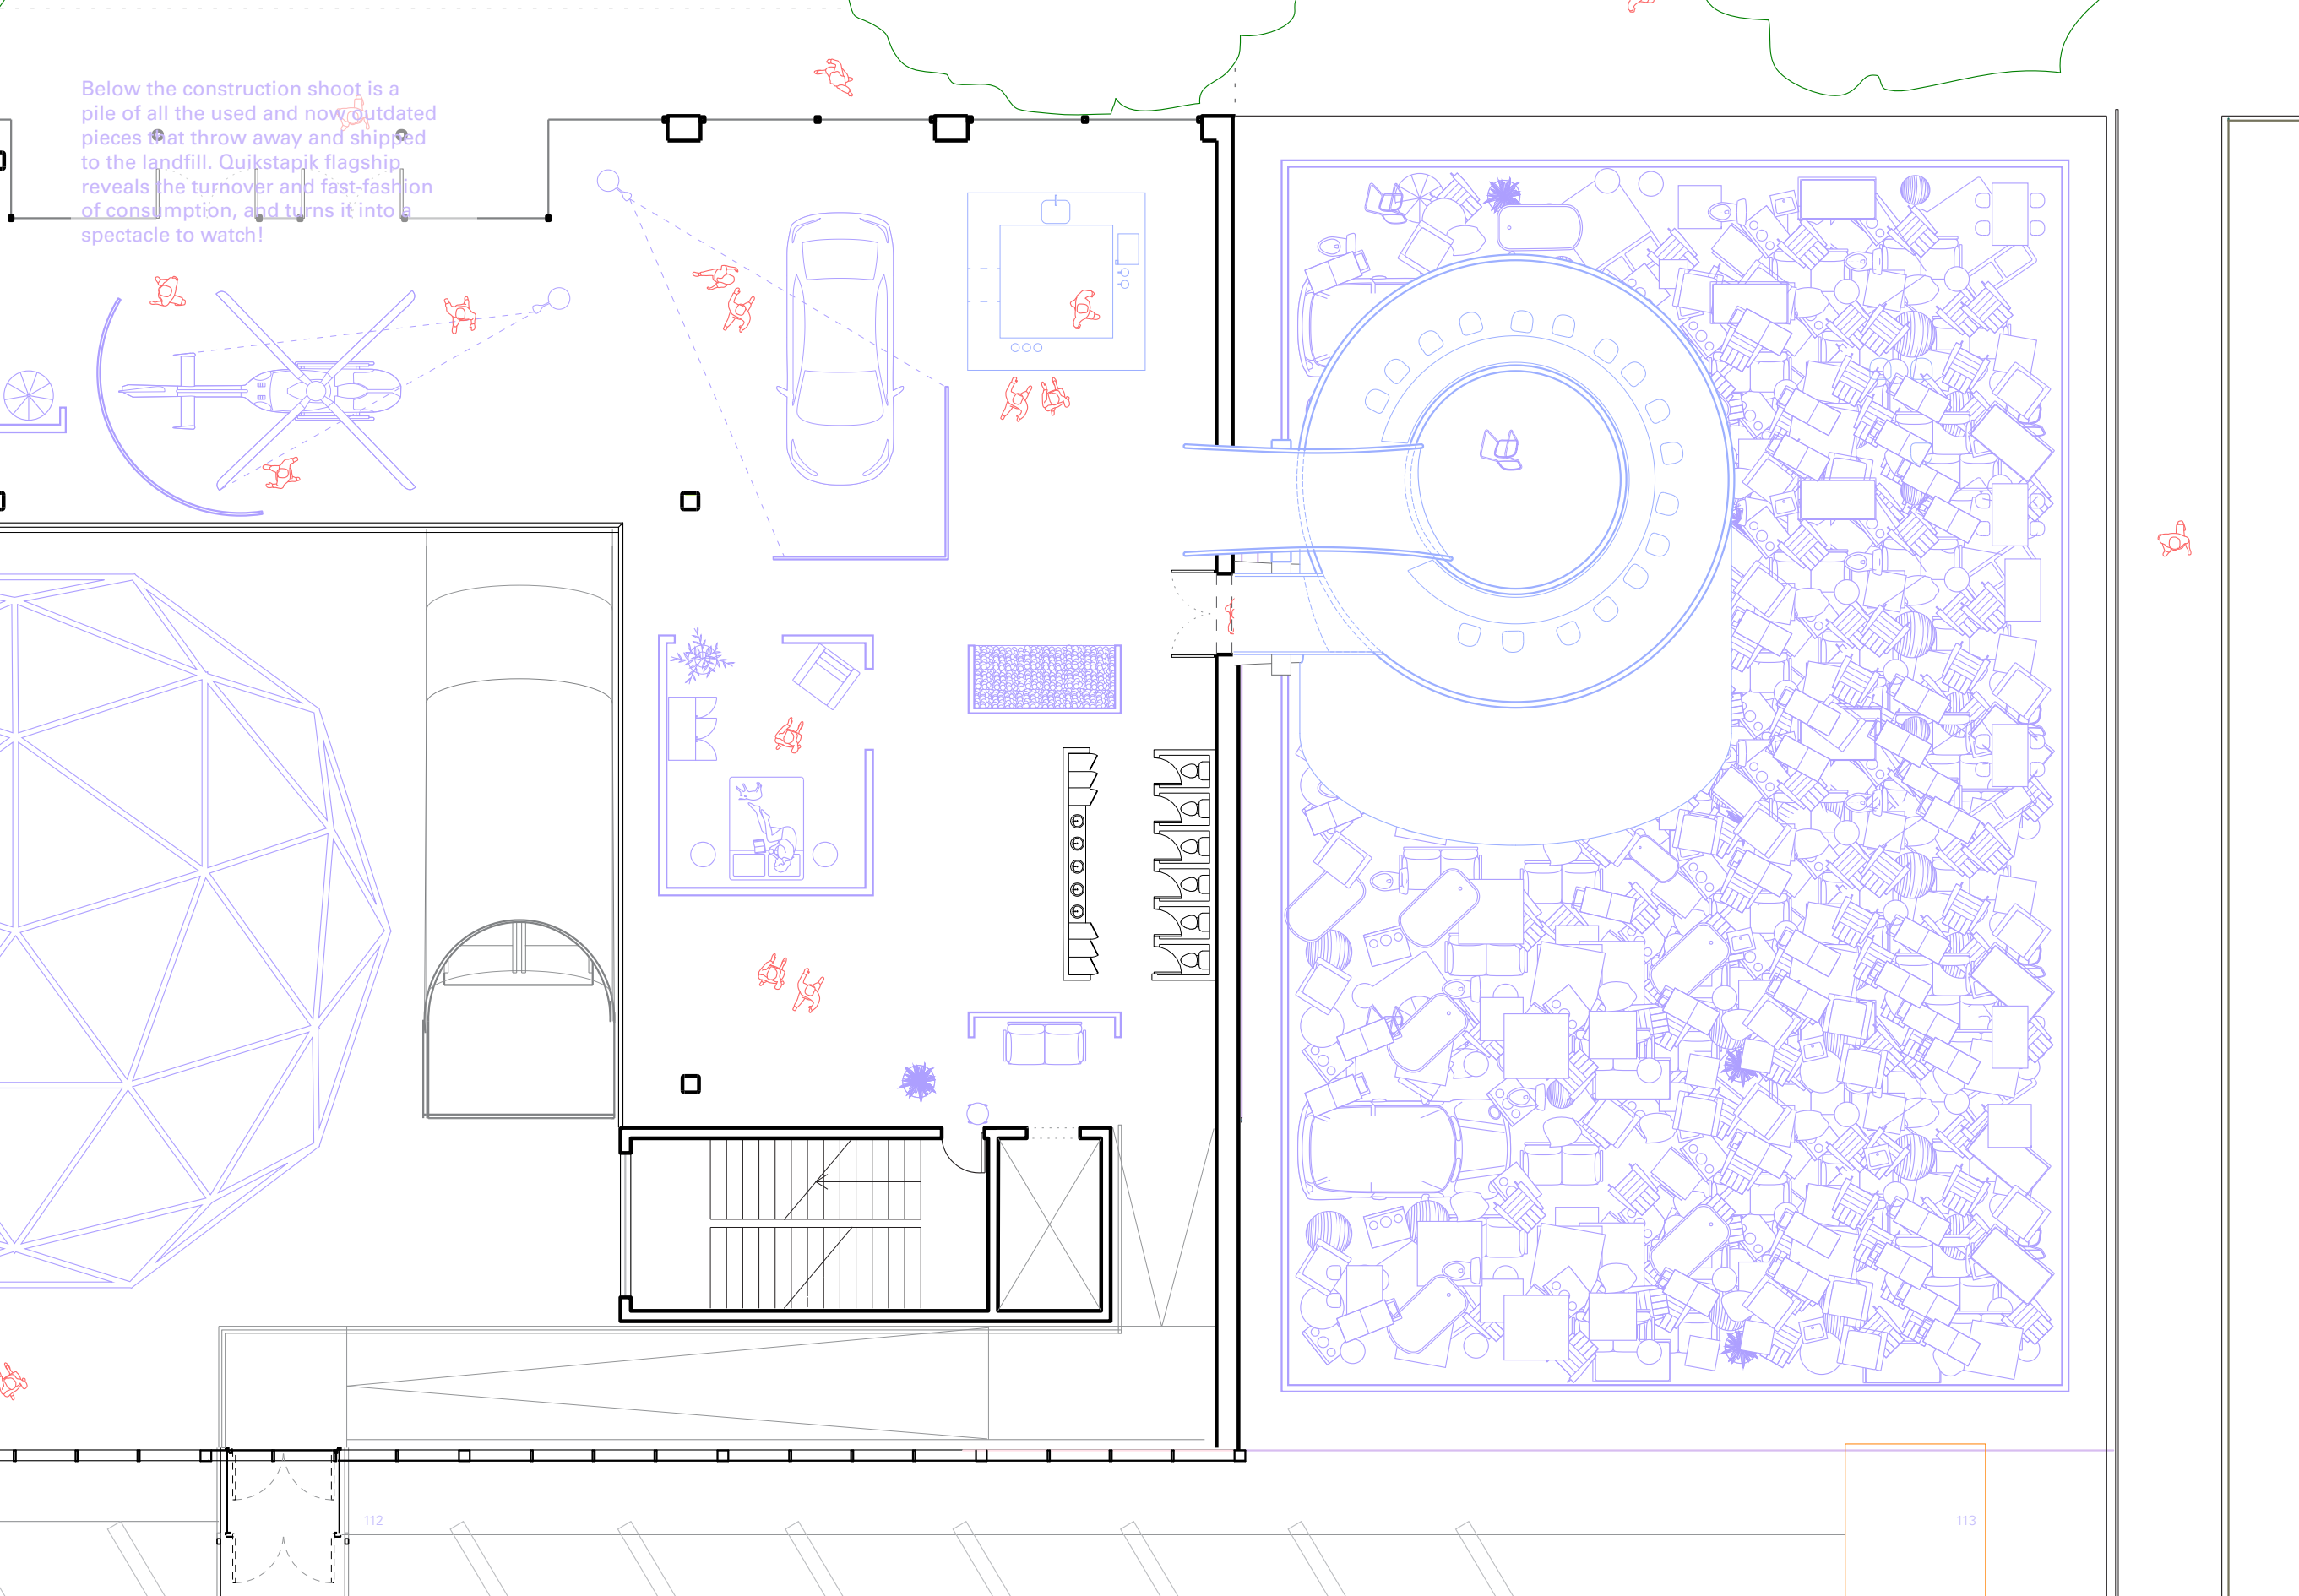 Below the construction shoot is a
pile of all the used and now outdated
pieces that throw away and shipped
to the landfill. Quikstapik flagship
reveals the turnover and fast-fashion
of consumption, and turns it into a
spectacle to watch!
112
113